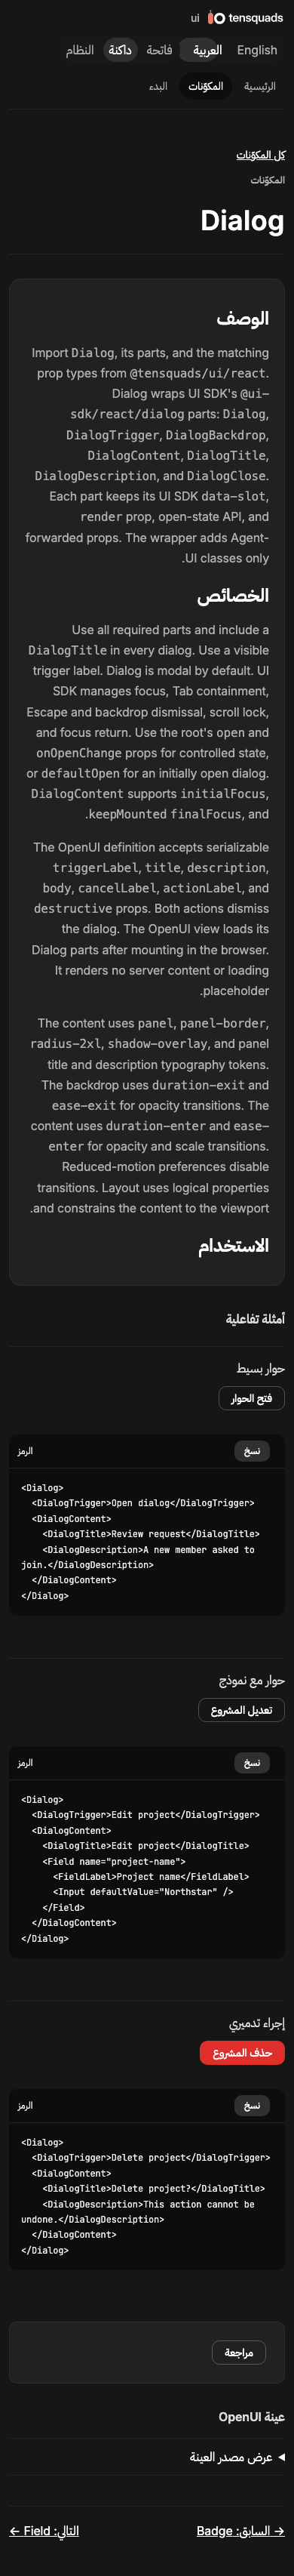 tensquads ui
English العربية فاتحة داكنة النظام
الرئيسية المكوّنات البدء
كل المكوّنات
المكوّنات
Dialog
الوصف
Import Dialog, its parts, and the matching
prop types from @tensquads/ui/react.
Dialog wraps UI SDK's @ui-
sdk/react/dialog parts: Dialog,
DialogTrigger, DialogBackdrop,
DialogContent, DialogTitle,
DialogDescription, and DialogClose.
Each part keeps its UI SDK data-slot,
render prop, open-state API, and
forwarded props. The wrapper adds Agent-
UI classes only.
الخصائص
Use all required parts and include a
DialogTitle in every dialog. Use a visible
trigger label. Dialog is modal by default. UI
SDK manages focus, Tab containment,
Escape and backdrop dismissal, scroll lock,
and focus return. Use the root's open and
onOpenChange props for controlled state,
or defaultOpen for an initially open dialog.
DialogContent supports initialFocus,
finalFocus, and keepMounted.
The OpenUI definition accepts serializable
triggerLabel, title, description,
body, cancelLabel, actionLabel, and
destructive props. Both actions dismiss
the dialog. The OpenUI view loads its
Dialog parts after mounting in the browser.
It renders no server content or loading
placeholder.
The content uses panel, panel-border,
radius-2xl, shadow-overlay, and panel
title and description typography tokens.
The backdrop uses duration-exit and
ease-exit for opacity transitions. The
content uses duration-enter and ease-
enter for opacity and scale transitions.
Reduced-motion preferences disable
transitions. Layout uses logical properties
and constrains the content to the viewport.
الاستخدام
أمثلة تفاعلية
حوار بسيط
فتح الحوار
نسخ الرمز
<Dialog>
<DialogTrigger>Open dialog</DialogTrigger>
<DialogContent>
<DialogTitle>Review request</DialogTitle>
<DialogDescription>A new member asked to
join.</DialogDescription>
</DialogContent>
</Dialog>
حوار مع نموذج
تعديل المشروع
نسخ الرمز
<Dialog>
<DialogTrigger>Edit project</DialogTrigger>
<DialogContent>
<DialogTitle>Edit project</DialogTitle>
<Field name="project-name">
<FieldLabel>Project name</FieldLabel>
<Input defaultValue="Northstar" />
</Field>
</DialogContent>
</Dialog>
إجراء تدميري
حذف المشروع
نسخ الرمز
<Dialog>
<DialogTrigger>Delete project</DialogTrigger>
<DialogContent>
<DialogTitle>Delete project?</DialogTitle>
<DialogDescription>This action cannot be
undone.</DialogDescription>
</DialogContent>
</Dialog>
مراجعة
عينة OpenUI
عرض مصدر العينة
→ السابق: Badge التالي: Field ←